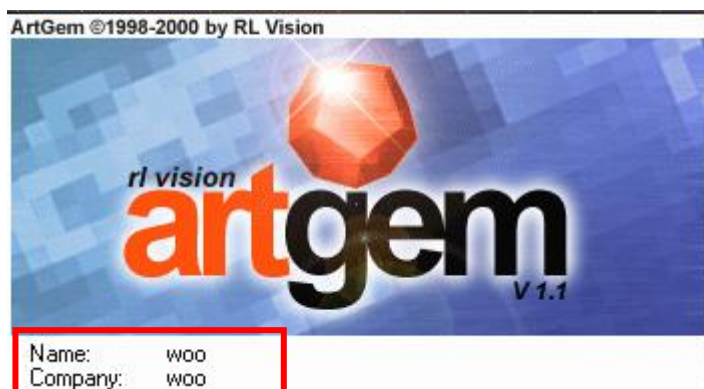 ArtGem ©1998-2000 by RL Vision
rl vision
artgem
V 1.1
Name: woo
Company: woo